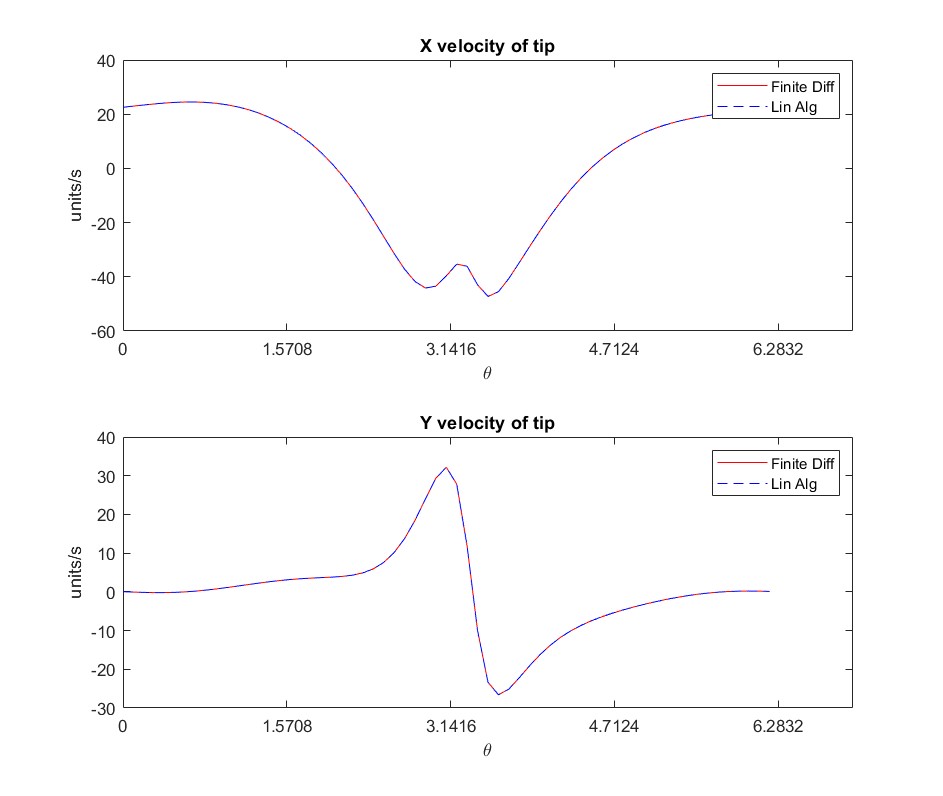 X velocity of tip
40
20
0
-20
-40
-60
units/s
Finite Diff
Lin Alg
0 1.5708 3.1416 4.7124 6.2832
θ
Y velocity of tip
40
30
20
10
0
-10
-20
-30
units/s
Finite Diff
Lin Alg
0 1.5708 3.1416 4.7124 6.2832
θ